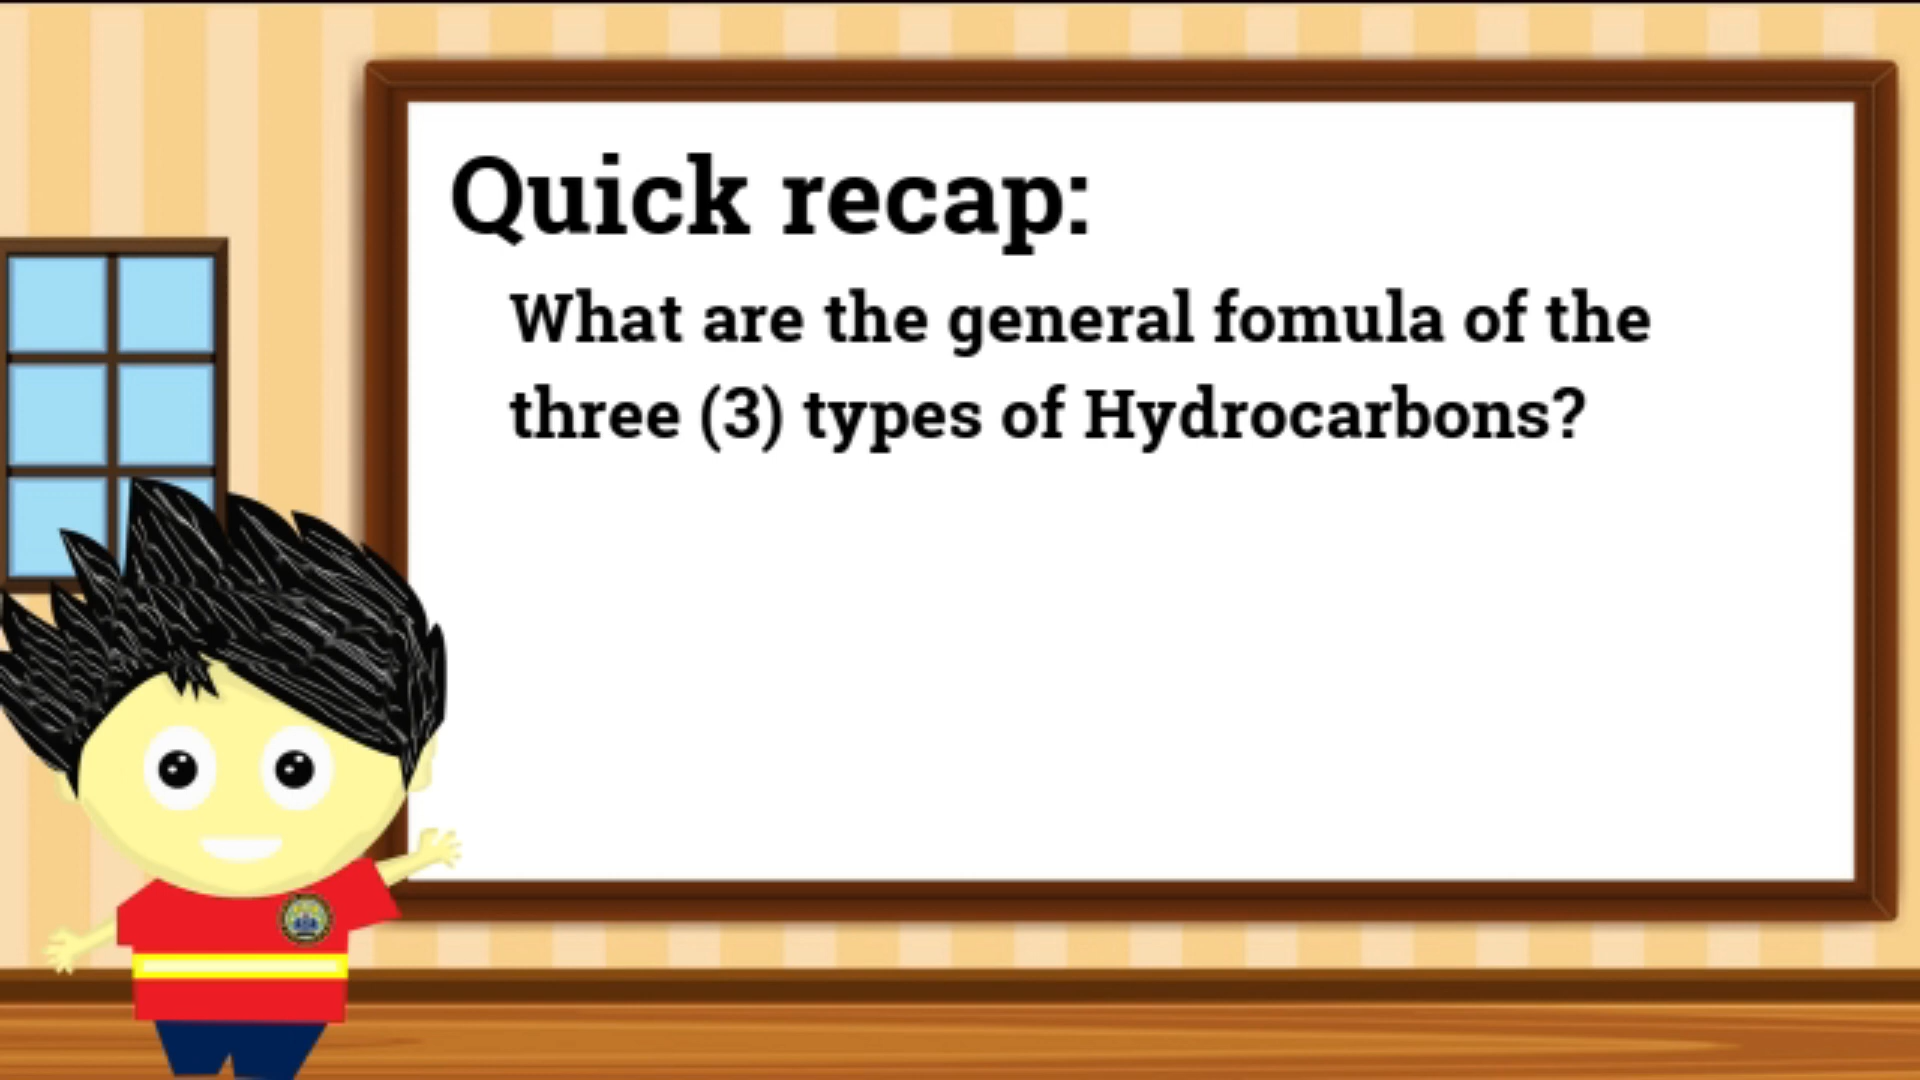 Quick recap:
What are the general fomula of the
three (3) types of Hydrocarbons?